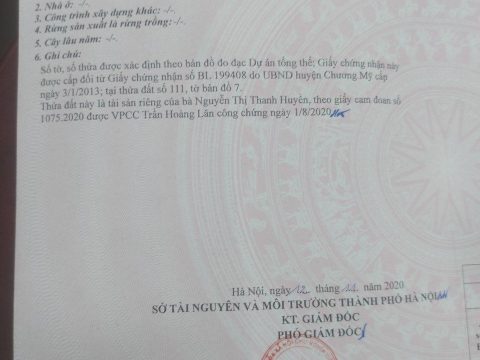 2. Nhà ở: -/-.
3. Công trình xây dựng khác: -/-.
4. Rừng sản xuất là rừng trồng: -/-.
5. Cây lâu năm: -/-.
6. Ghi chú:
Số tờ, số thửa được xác định theo bản đồ đo đạc Dự án tổng thể; Giấy chứng nhận này
được cấp đổi từ Giấy chứng nhận số BL 199408 do UBND huyện Chương Mỹ cấp
ngày 3/1/2013; tại thửa đất số 111, tờ bản đồ 7.
Thửa đất này là tài sản riêng của bà Nguyễn Thị Thanh Huyên, theo giấy cam đoan số
1075.2020 được VPCC Trần Hoàng Lân công chứng ngày 1/8/2020
Hà Nội, ngày 12 tháng 11 năm 2020
SỞ TÀI NGUYÊN VÀ MÔI TRƯỜNG THÀNH PHỐ HÀ NỘI
KT. GIÁM ĐỐC
PHÓ GIÁM ĐỐC